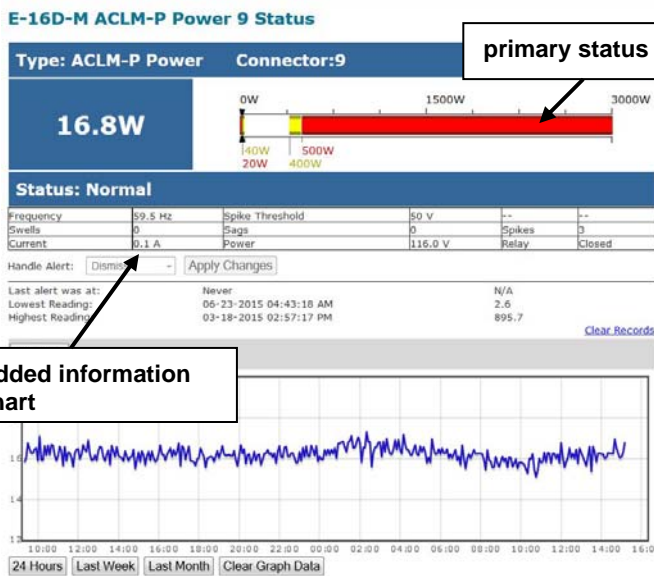 E-16D-M ACLM-P Power 9 Status
Type: ACLM-P Power Connector:9
primary status
16.8W
0W 1500W 3000W
40W 500W
20W 400W
Status: Normal
Frequency 59.5 Hz Spike Threshold 50 V -- --
Swells 0 Sags 0 Spikes 3
Current 0.1 A Power 116.0 V Relay Closed
Handle Alert: Dismis - Apply Changes
Last alert was at: Never N/A
Lowest Reading: 06-23-2015 04:43:18 AM 2.6
Highest Reading 03-18-2015 02:57:17 PM 895.7
Clear Records
dded information
hart
16
14
12
10:00 12:00 14:00 16:00 18:00 20:00 22:00 00:00 02:00 04:00 06:00 08:00 10:00 12:00 14:00 16:0
24 Hours Last Week Last Month Clear Graph Data